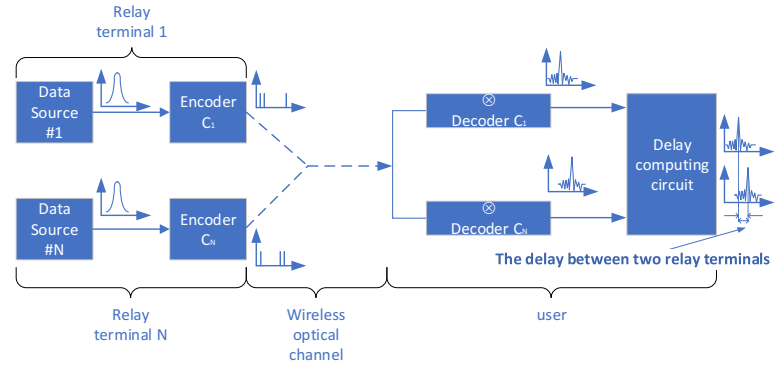 Relay
terminal 1
Data
Source
#1
Encoder
C1
⊗
Decoder C1
Delay
computing
circuit
Data
Source
#N
Encoder
CN
⊗
Decoder CN
The delay between two relay terminals
Relay
terminal N
Wireless
optical
channel
user